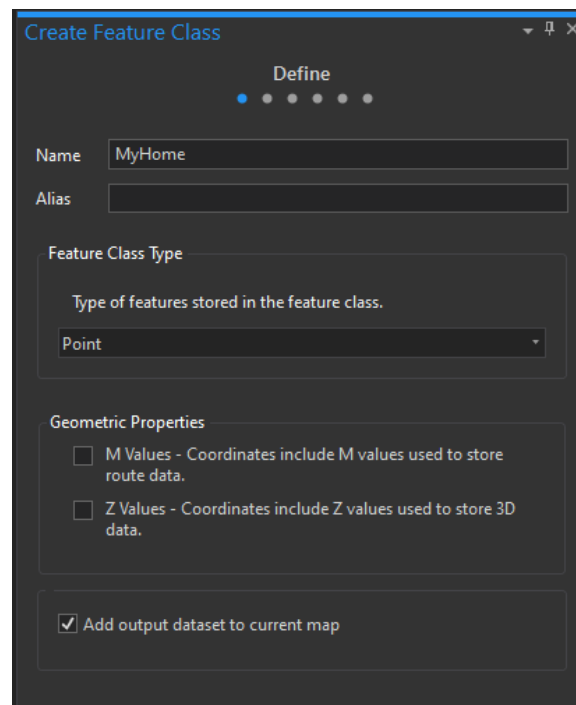 Create Feature Class
Define
Name MyHome
Alias
Feature Class Type
Type of features stored in the feature class.
Point
Geometric Properties
M Values - Coordinates include M values used to store
route data.
Z Values - Coordinates include Z values used to store 3D
data.
Add output dataset to current map